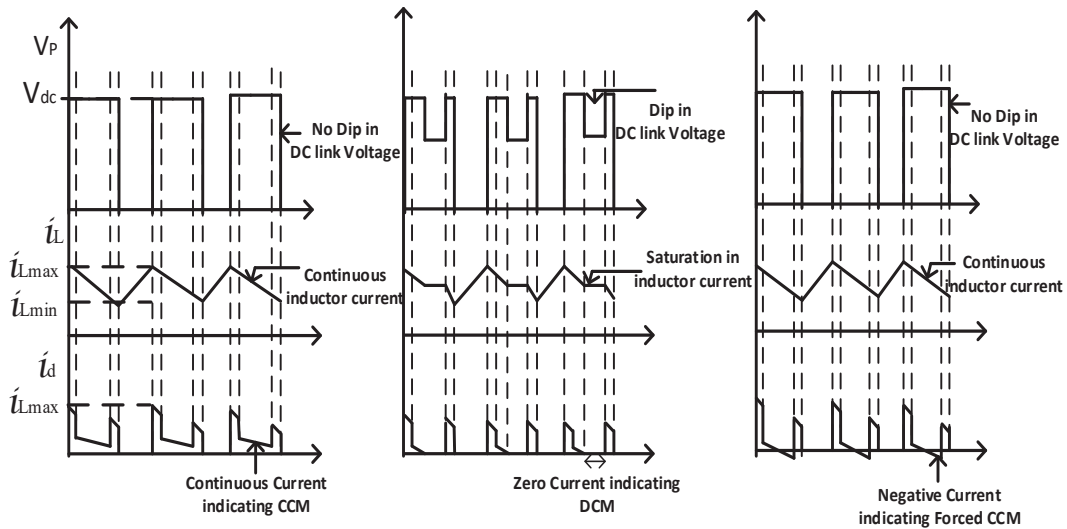 VP
Vdc
No Dip in
DC link Voltage
iL
iLmax
iLmin
Continuous
inductor current
id
iLmax
Continuous Current
indicating CCM
Dip in
DC link Voltage
Saturation in
inductor current
Zero Current indicating
DCM
No Dip in
DC link Voltage
Continuous
inductor current
Negative Current
indicating Forced CCM